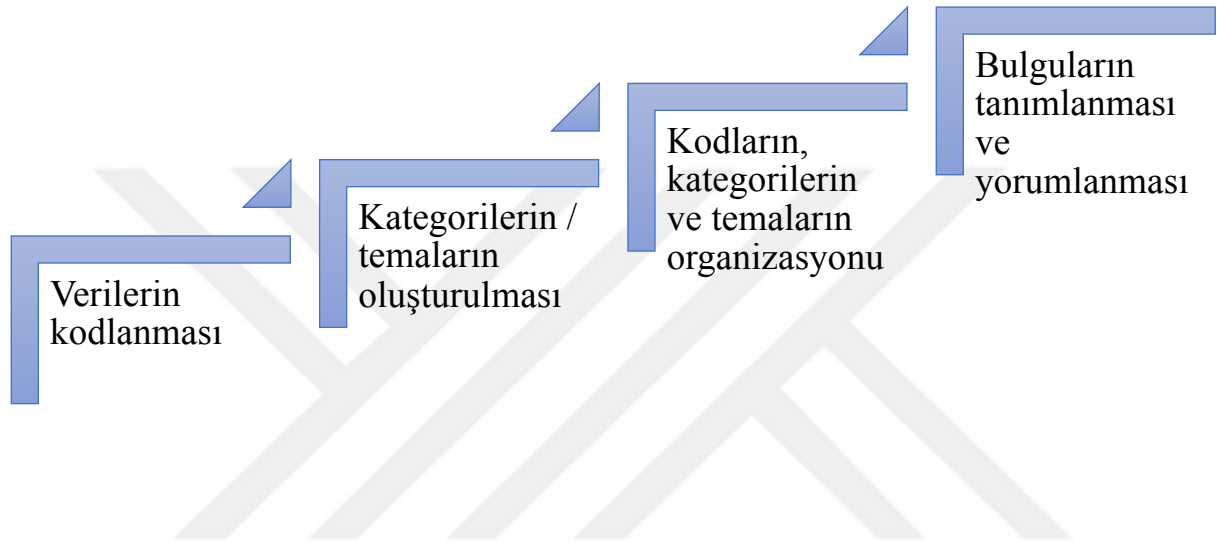 Verilerin
kodlanması
Kategorilerin /
temaların
oluşturulması
Kodların,
kategorilerin
ve temaların
organizasyonu
Bulguların
tanımlanması
ve
yorumlanması